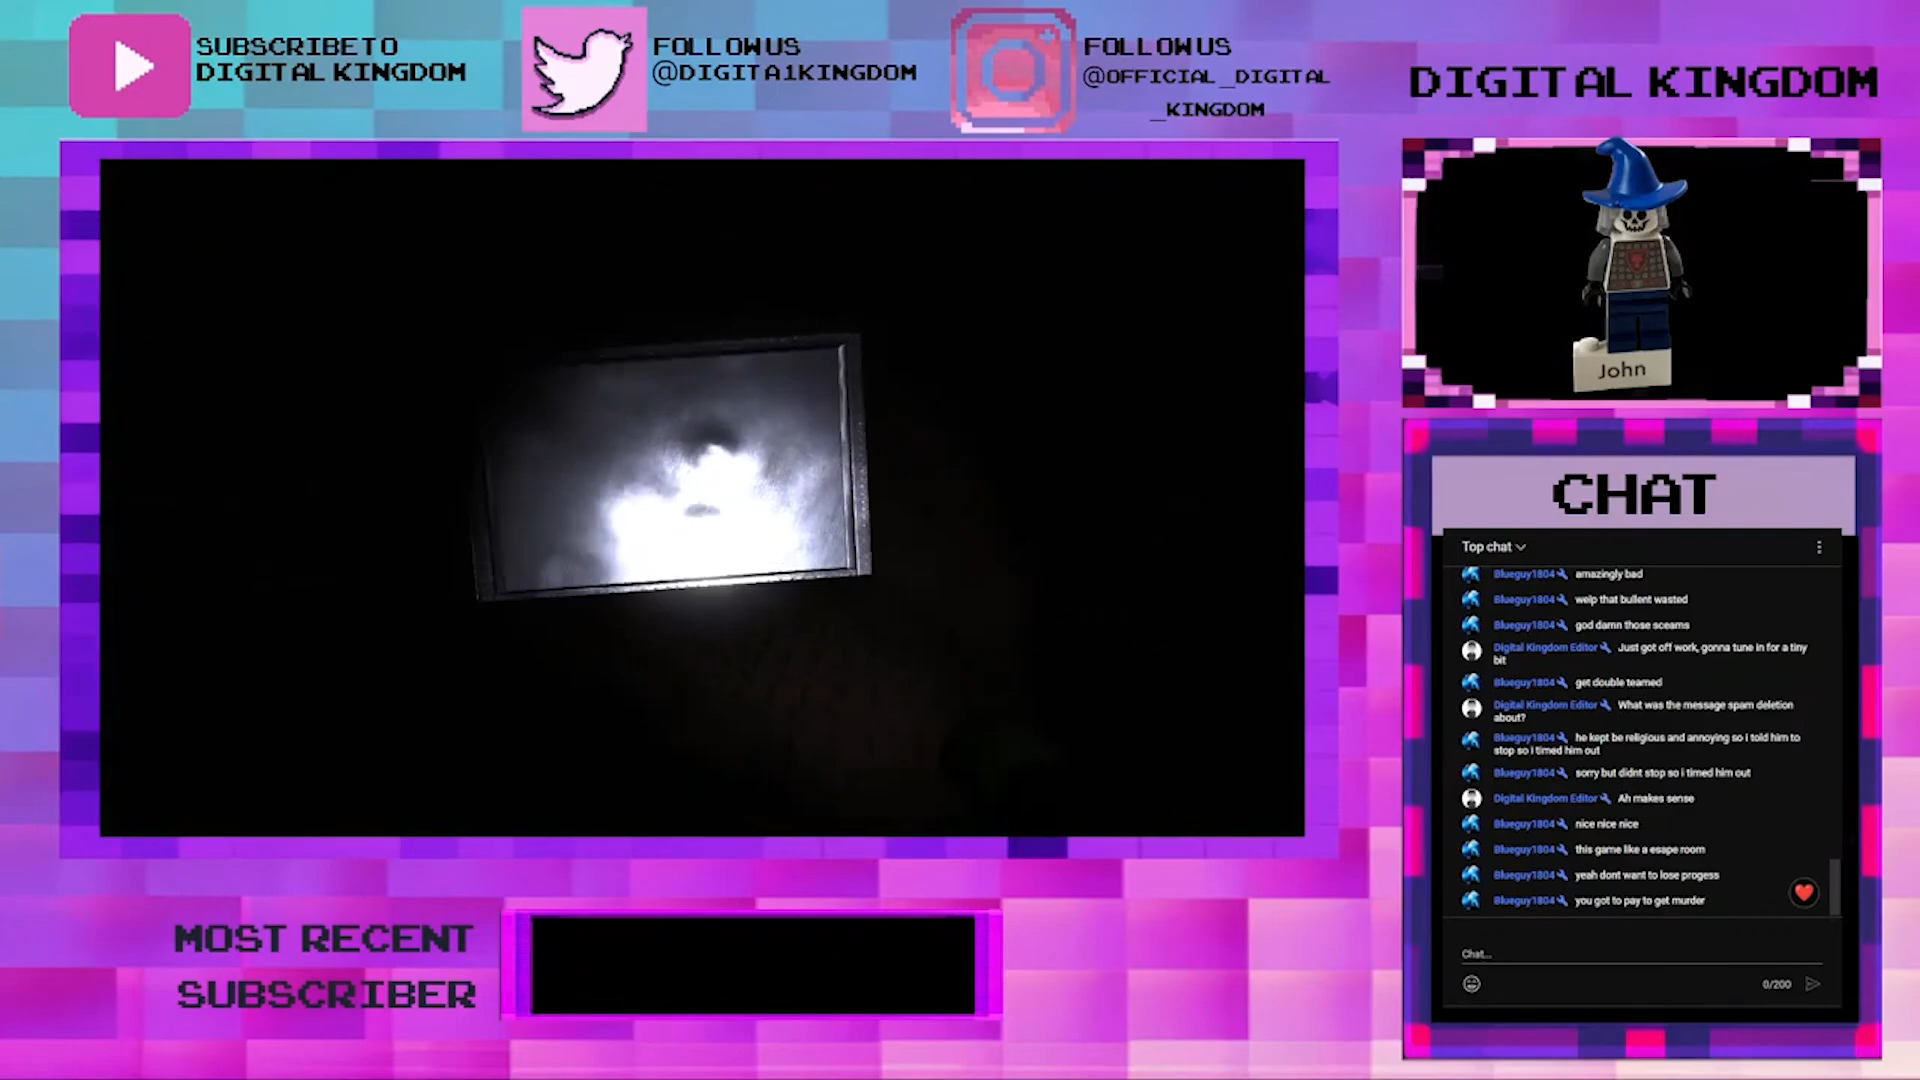 SUBSCRIBE TO
DIGITAL KINGDOM
FOLLOW US
@DIGITA1KINGDOM
FOLLOW US
@OFFICIAL_DIGITAL
_KINGDOM
DIGITAL KINGDOM
John
CHAT
Top chat
Blueguy1804 amazingly bad
Blueguy1804 welp that bullent wasted
Blueguy1804 god damn those sceams
Digital Kingdom Editor Just got off work, gonna tune in for a tiny
bit
Blueguy1804 get double teamed
Digital Kingdom Editor What was the message spam deletion
about?
Blueguy1804 he kept be religious and annoying so i told him to
stop so i timed him out
Blueguy1804 sorry but didnt stop so i timed him out
Digital Kingdom Editor Ah makes sense
Blueguy1804 nice nice nice
Blueguy1804 this game like a esape room
Blueguy1804 yeah dont want to lose progess
Blueguy1804 you got to pay to get murder
Chat...
0/200
MOST RECENT
SUBSCRIBER